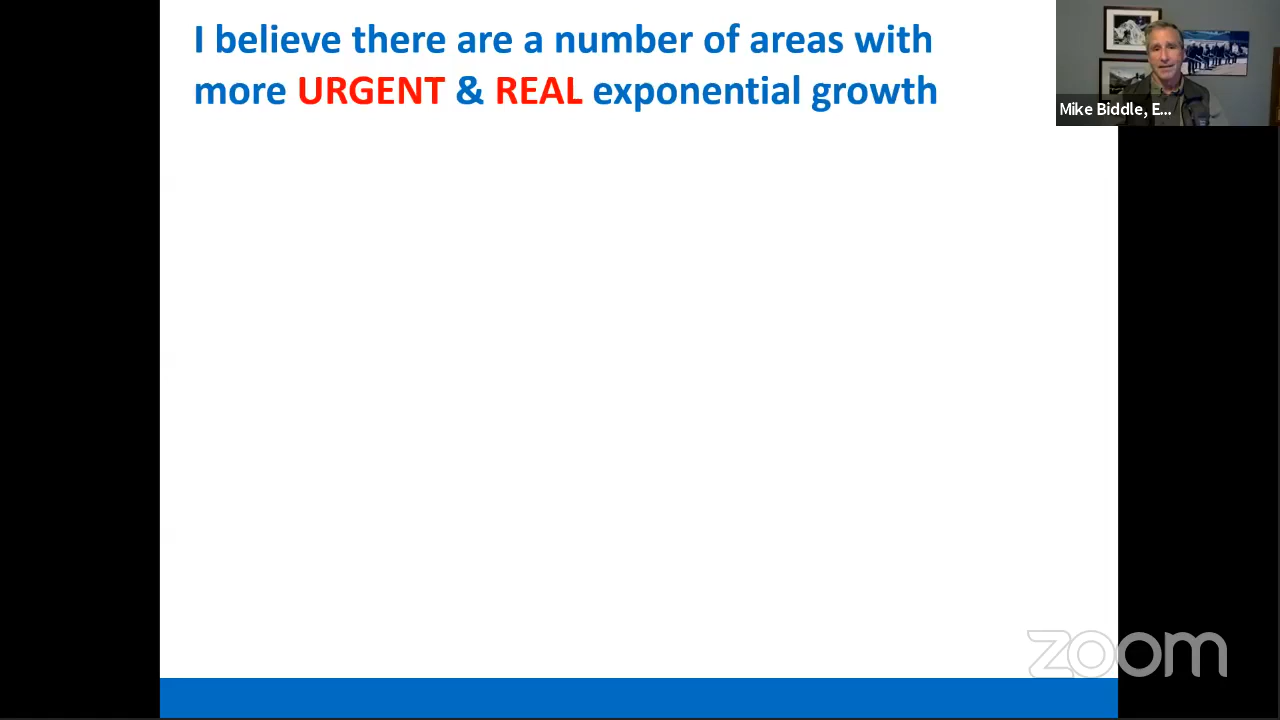 I believe there are a number of areas with
more URGENT & REAL exponential growth
Mike Biddle, E...
zoom